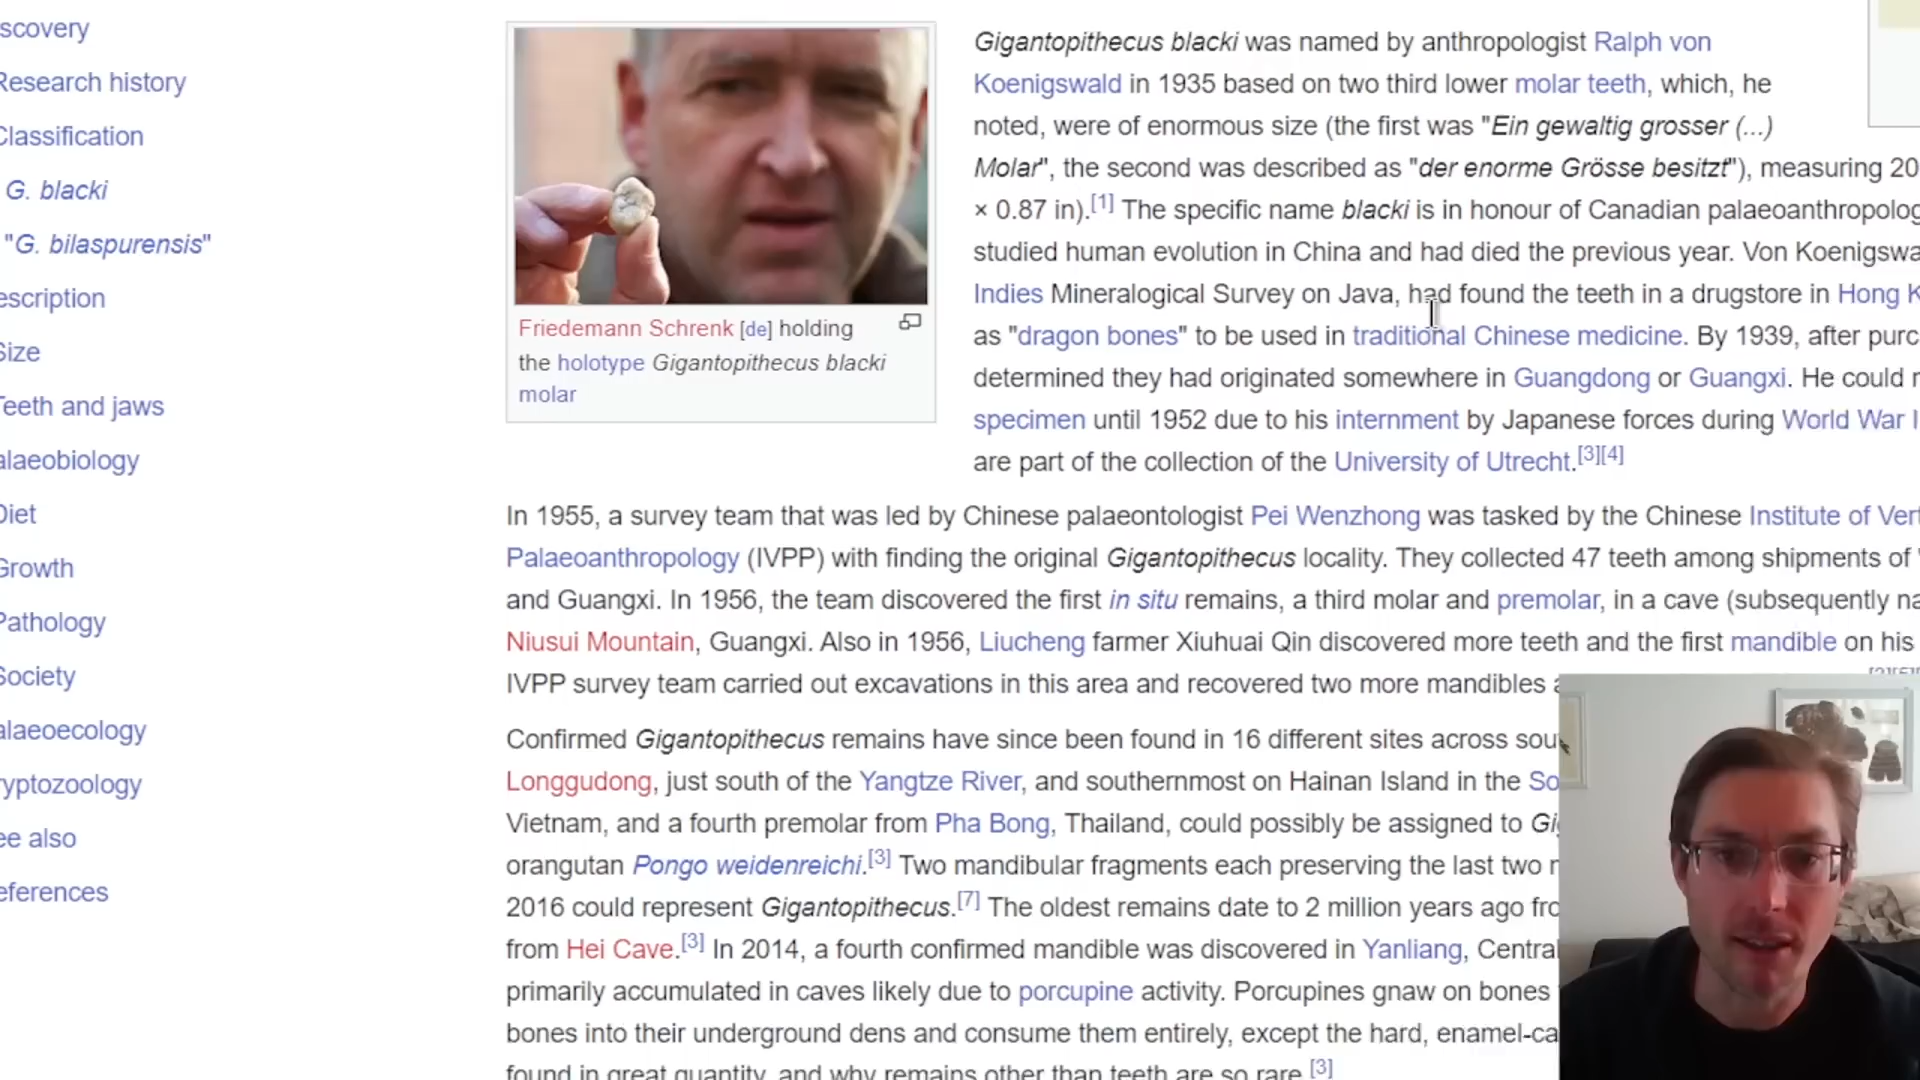 scovery
Research history
Classification
G. blacki
"G. bilaspurensis"
escription
Size
Teeth and jaws
alaeobiology
Diet
Growth
Pathology
Society
alaeoecology
ryptozoology
ee also
eferences
Friedemann Schrenk [de] holding
the holotype Gigantopithecus blacki
molar
Gigantopithecus blacki was named by anthropologist Ralph von
Koenigswald in 1935 based on two third lower molar teeth, which, he
noted, were of enormous size (the first was "Ein gewaltig grosser (...)
Molar", the second was described as "der enorme Grösse besitzt"), measuring 20
× 0.87 in).[1] The specific name blacki is in honour of Canadian palaeoanthropolog
studied human evolution in China and had died the previous year. Von Koenigswa
Indies Mineralogical Survey on Java, had found the teeth in a drugstore in Hong K
as "dragon bones" to be used in traditional Chinese medicine. By 1939, after purc
determined they had originated somewhere in Guangdong or Guangxi. He could
specimen until 1952 due to his internment by Japanese forces during World War I
are part of the collection of the University of Utrecht.[3][4]
In 1955, a survey team that was led by Chinese palaeontologist Pei Wenzhong was tasked by the Chinese Institute of Vert
Palaeoanthropology (IVPP) with finding the original Gigantopithecus locality. They collected 47 teeth among shipments of '
and Guangxi. In 1956, the team discovered the first in situ remains, a third molar and premolar, in a cave (subsequently na
Niusui Mountain, Guangxi. Also in 1956, Liucheng farmer Xiuhuai Qin discovered more teeth and the first mandible on his
IVPP survey team carried out excavations in this area and recovered two more mandibles a
Confirmed Gigantopithecus remains have since been found in 16 different sites across sou
Longgudong, just south of the Yangtze River, and southernmost on Hainan Island in the So
Vietnam, and a fourth premolar from Pha Bong, Thailand, could possibly be assigned to Gi
orangutan Pongo weidenreichi.[3] Two mandibular fragments each preserving the last two
2016 could represent Gigantopithecus.[7] The oldest remains date to 2 million years ago fro
from Hei Cave.[3] In 2014, a fourth confirmed mandible was discovered in Yanliang, Central
primarily accumulated in caves likely due to porcupine activity. Porcupines gnaw on bones
bones into their underground dens and consume them entirely, except the hard, enamel-ca
found in great quantity, and why remains other than teeth are so rare.[3]